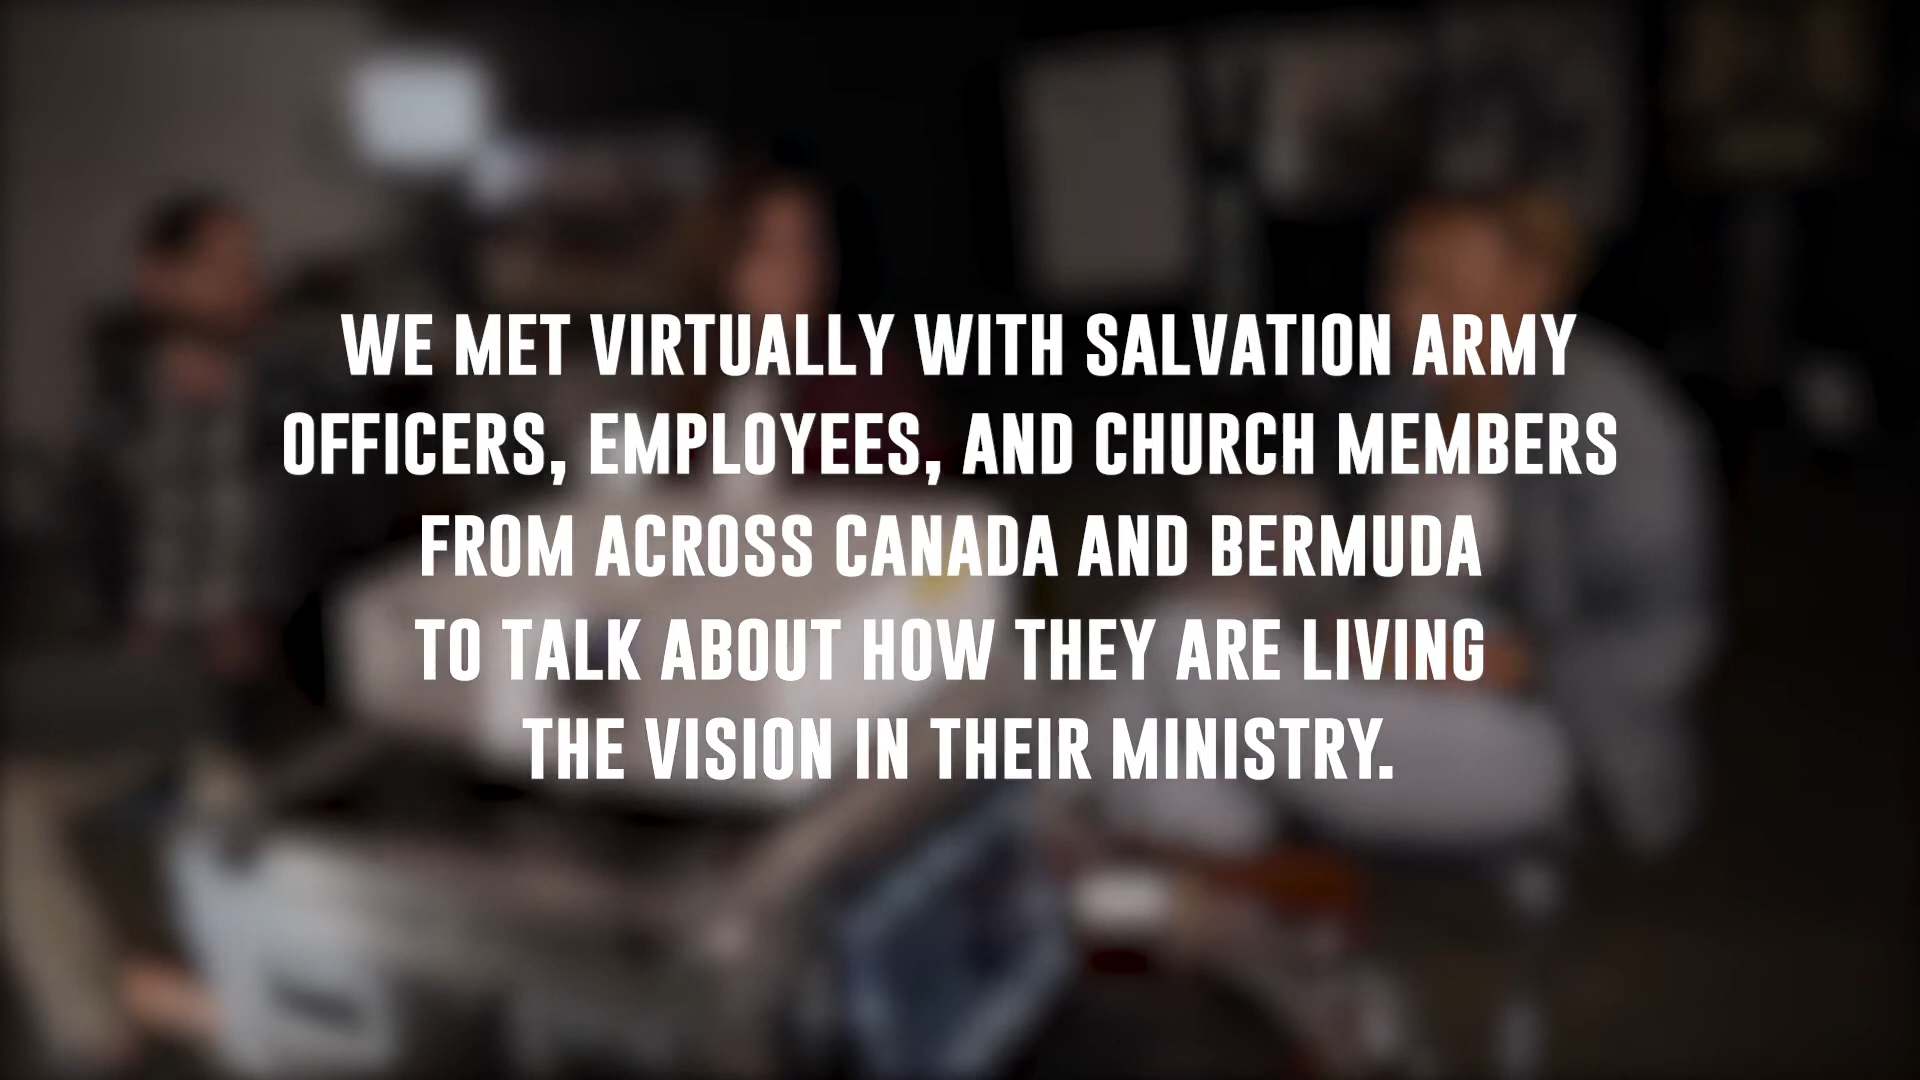 WE MET VIRTUALLY WITH SALVATION ARMY
OFFICERS, EMPLOYEES, AND CHURCH MEMBERS
FROM ACROSS CANADA AND BERMUDA
TO TALK ABOUT HOW THEY ARE LIVING
THE VISION IN THEIR MINISTRY.